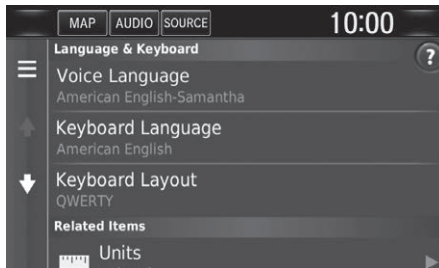 MAP AUDIO SOURCE 10:00
Language & Keyboard
?
Voice Language
American English-Samantha
Keyboard Language
American English
Keyboard Layout
QWERTY
Related Items
Units